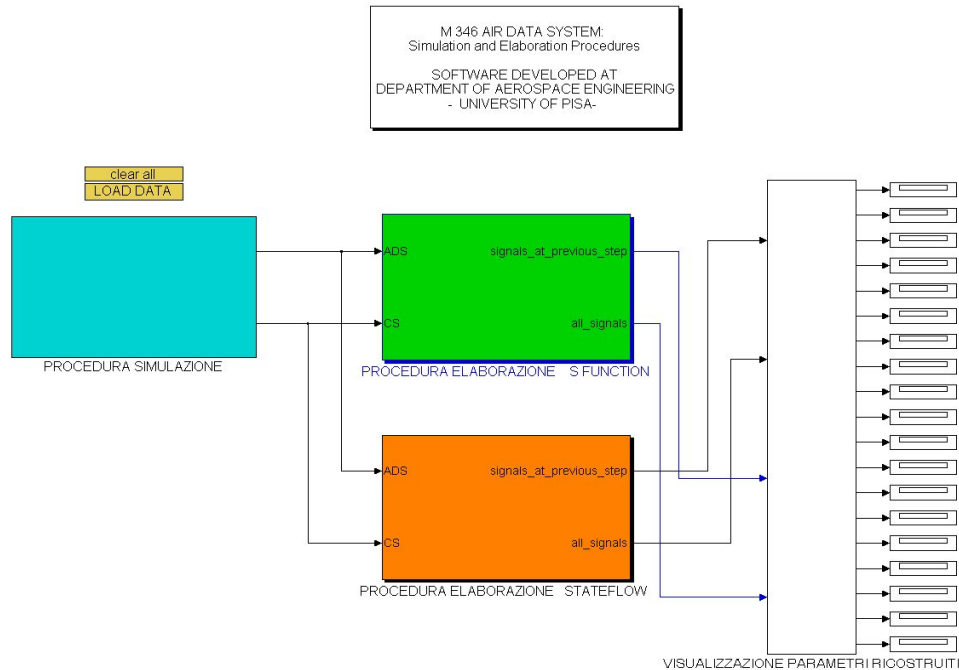 M 346 AIR DATA SYSTEM:
Simulation and Elaboration Procedures
SOFTWARE DEVELOPED AT
DEPARTMENT OF AEROSPACE ENGINEERING
- UNIVERSITY OF PISA-
clear all
LOAD DATA
PROCEDURA SIMULAZIONE
ADS
signals_at_previous_step
CS
all_signals
PROCEDURA ELABORAZIONE S FUNCTION
ADS
signals_at_previous_step
CS
all_signals
PROCEDURA ELABORAZIONE STATEFLOW
VISUALIZZAZIONE PARAMETRI RICOSTRUITI